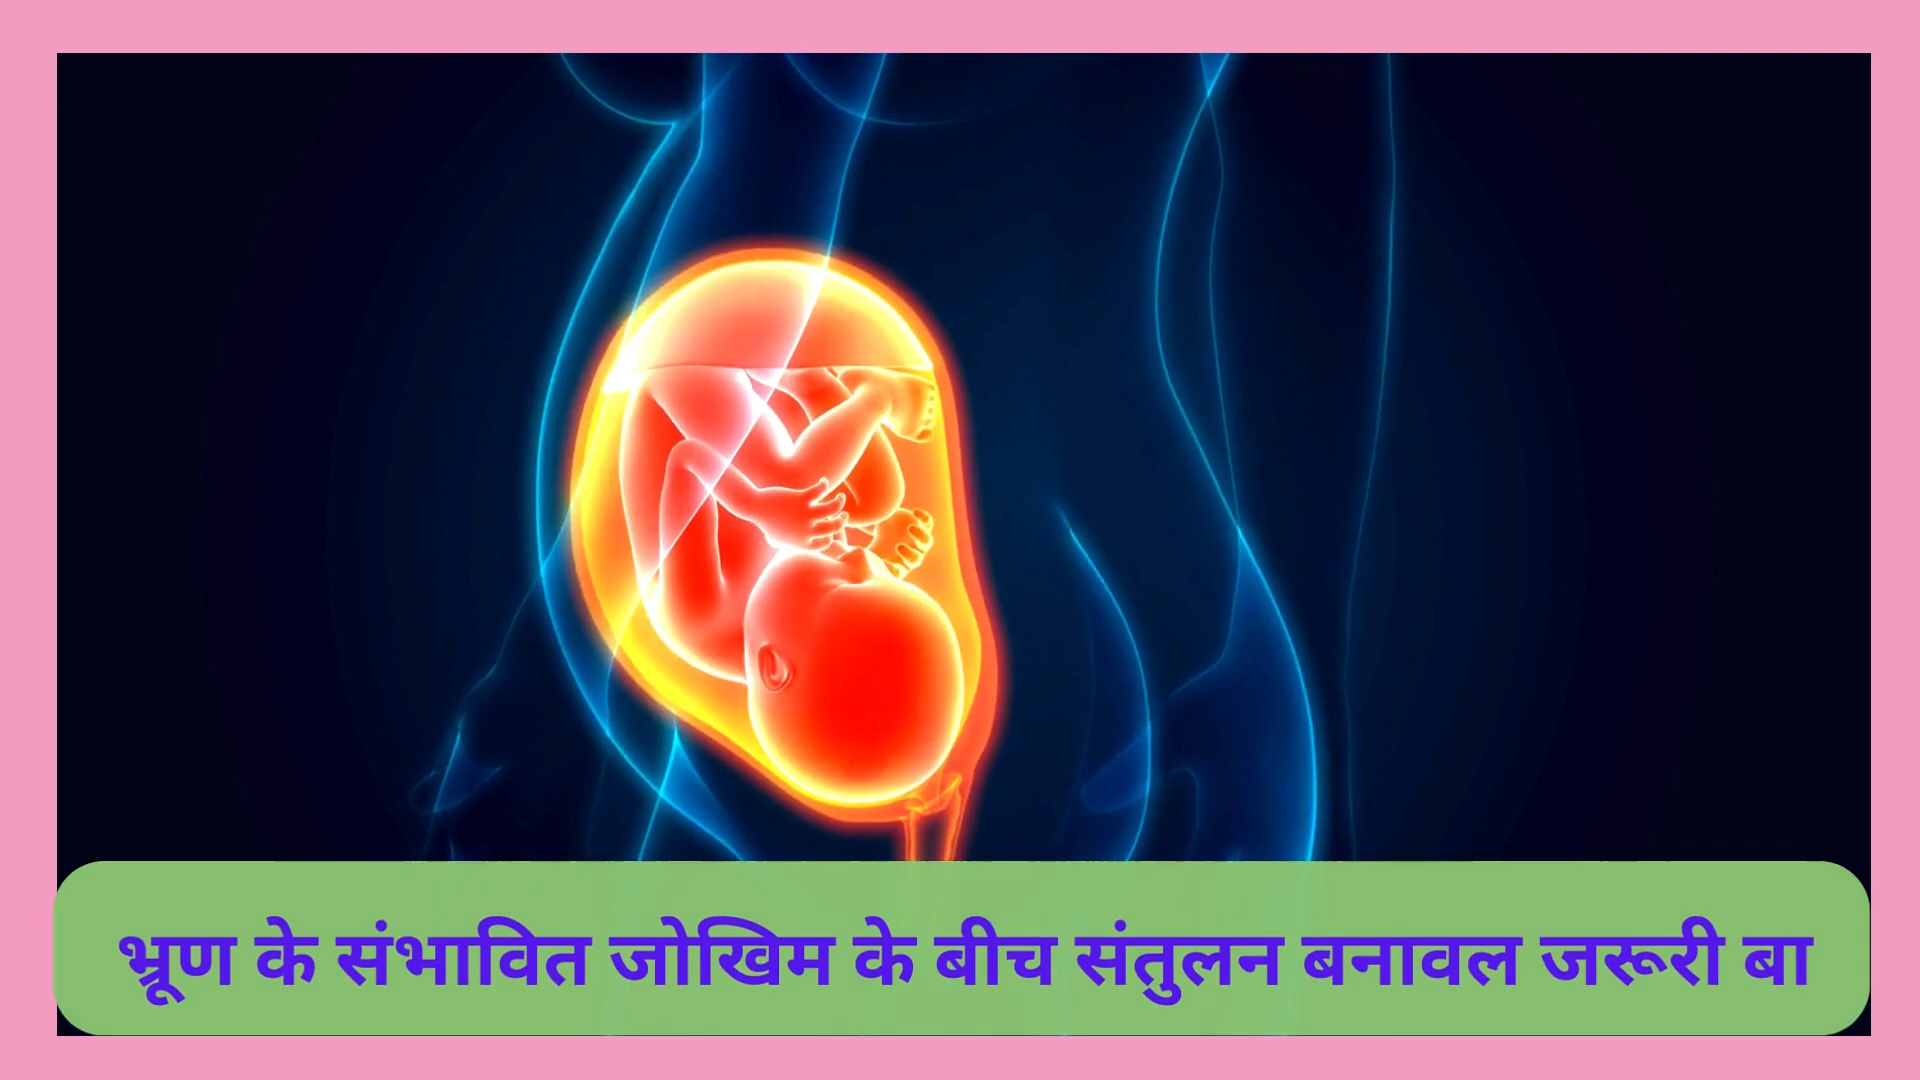 भ्रूण के संभावित जोखिम के बीच संतुलन बनावल जरूरी बा